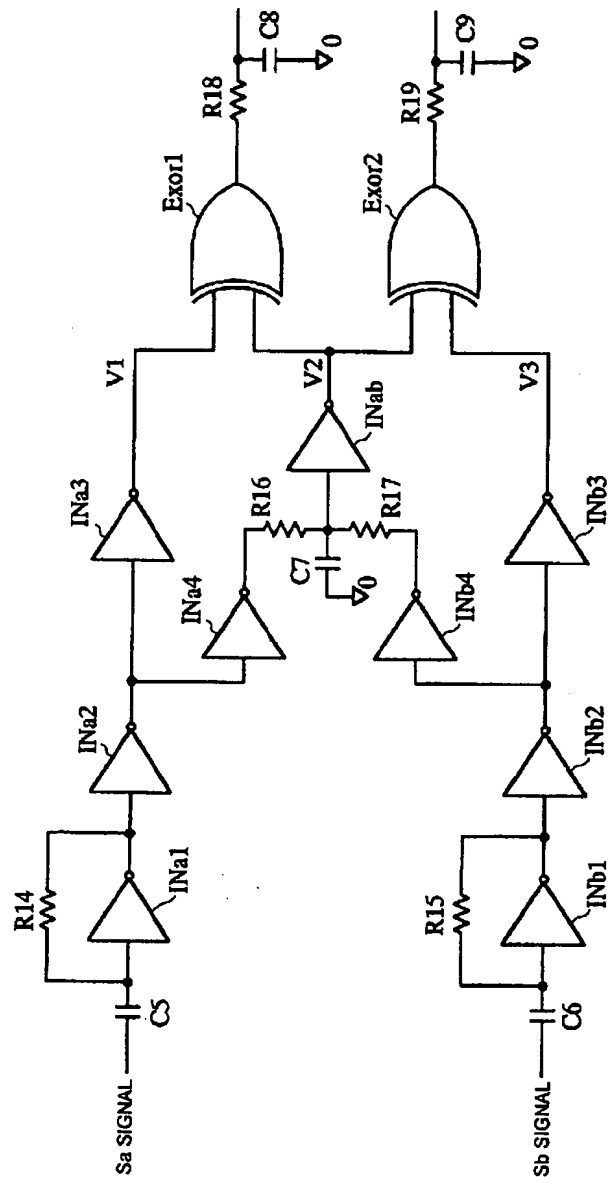 C8
0
R18
Exor1
C9
0
R19
Exor2
V1
V2
V3
INa3
INab
INb3
R16
R17
C7
0
INa4
INb4
INa2
INb2
R14
INa1
R15
INb1
C5
C6
Sa SIGNAL
Sb SIGNAL